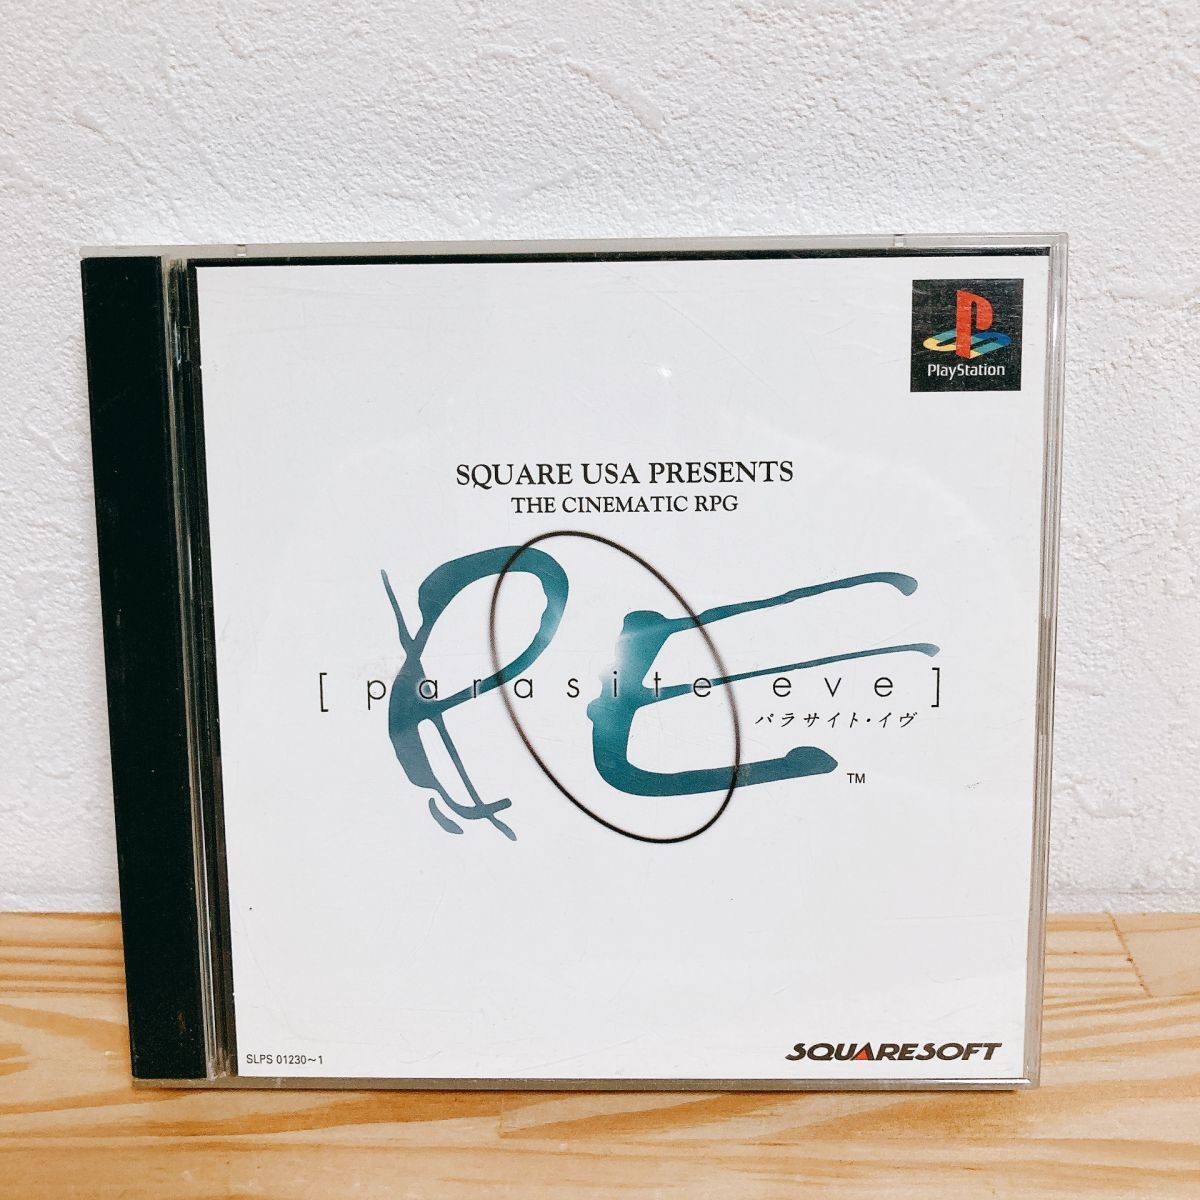 PlayStation
SQUARE USA PRESENTS
THE CINEMATIC RPG
PE
[ parasite eve ]
パラサイト・イヴ
TM
SLPS 01230～1
SQUARESOFT